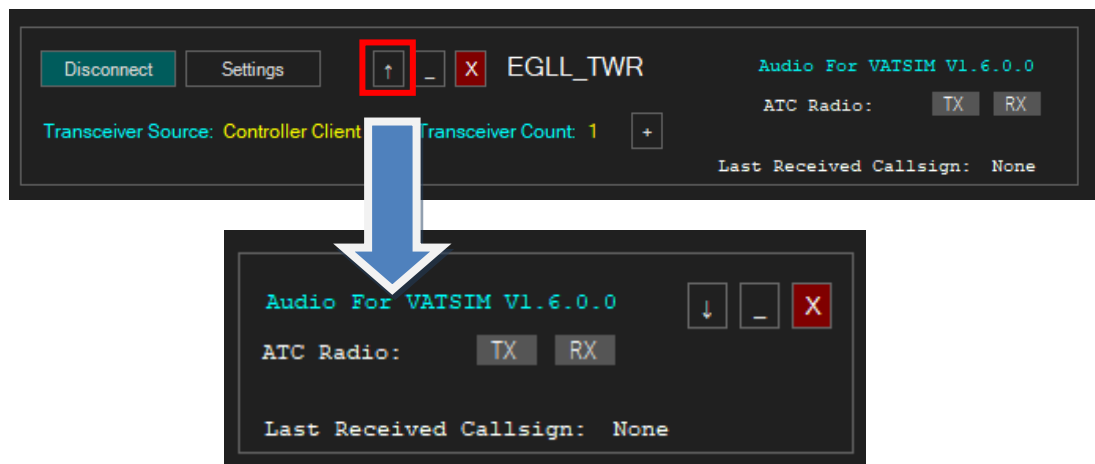 Disconnect Settings ↑ _ X EGLL_TWR Audio For VATSIM V1.6.0.0
ATC Radio: TX RX
Transceiver Source: Controller Client Transceiver Count: 1 +
Last Received Callsign: None
Audio For VATSIM V1.6.0.0 ↓ _ X
ATC Radio: TX RX
Last Received Callsign: None